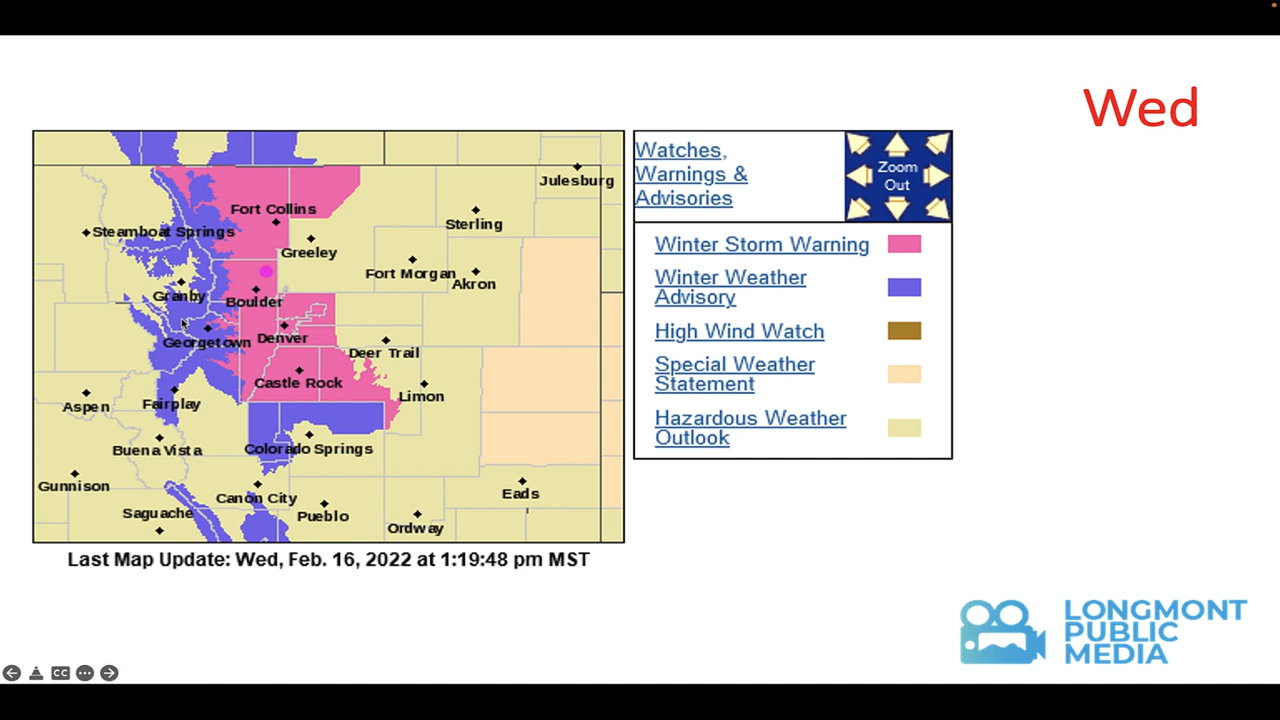 Wed
Julesburg
Fort Collins
Sterling
Steamboat Springs
Greeley
Fort Morgan
Akron
Granby
Boulder
Georgetown
Denver
Deer Trail
Castle Rock
Limon
Aspen
Fairplay
Buena Vista
Colorado Springs
Gunnison
Canon City
Eads
Saguache
Pueblo
Ordway
Last Map Update: Wed, Feb. 16, 2022 at 1:19:48 pm MST
Watches,
Warnings &
Advisories
Zoom
Out
Winter Storm Warning
Winter Weather
Advisory
High Wind Watch
Special Weather
Statement
Hazardous Weather
Outlook
LONGMONT
PUBLIC
MEDIA
CC